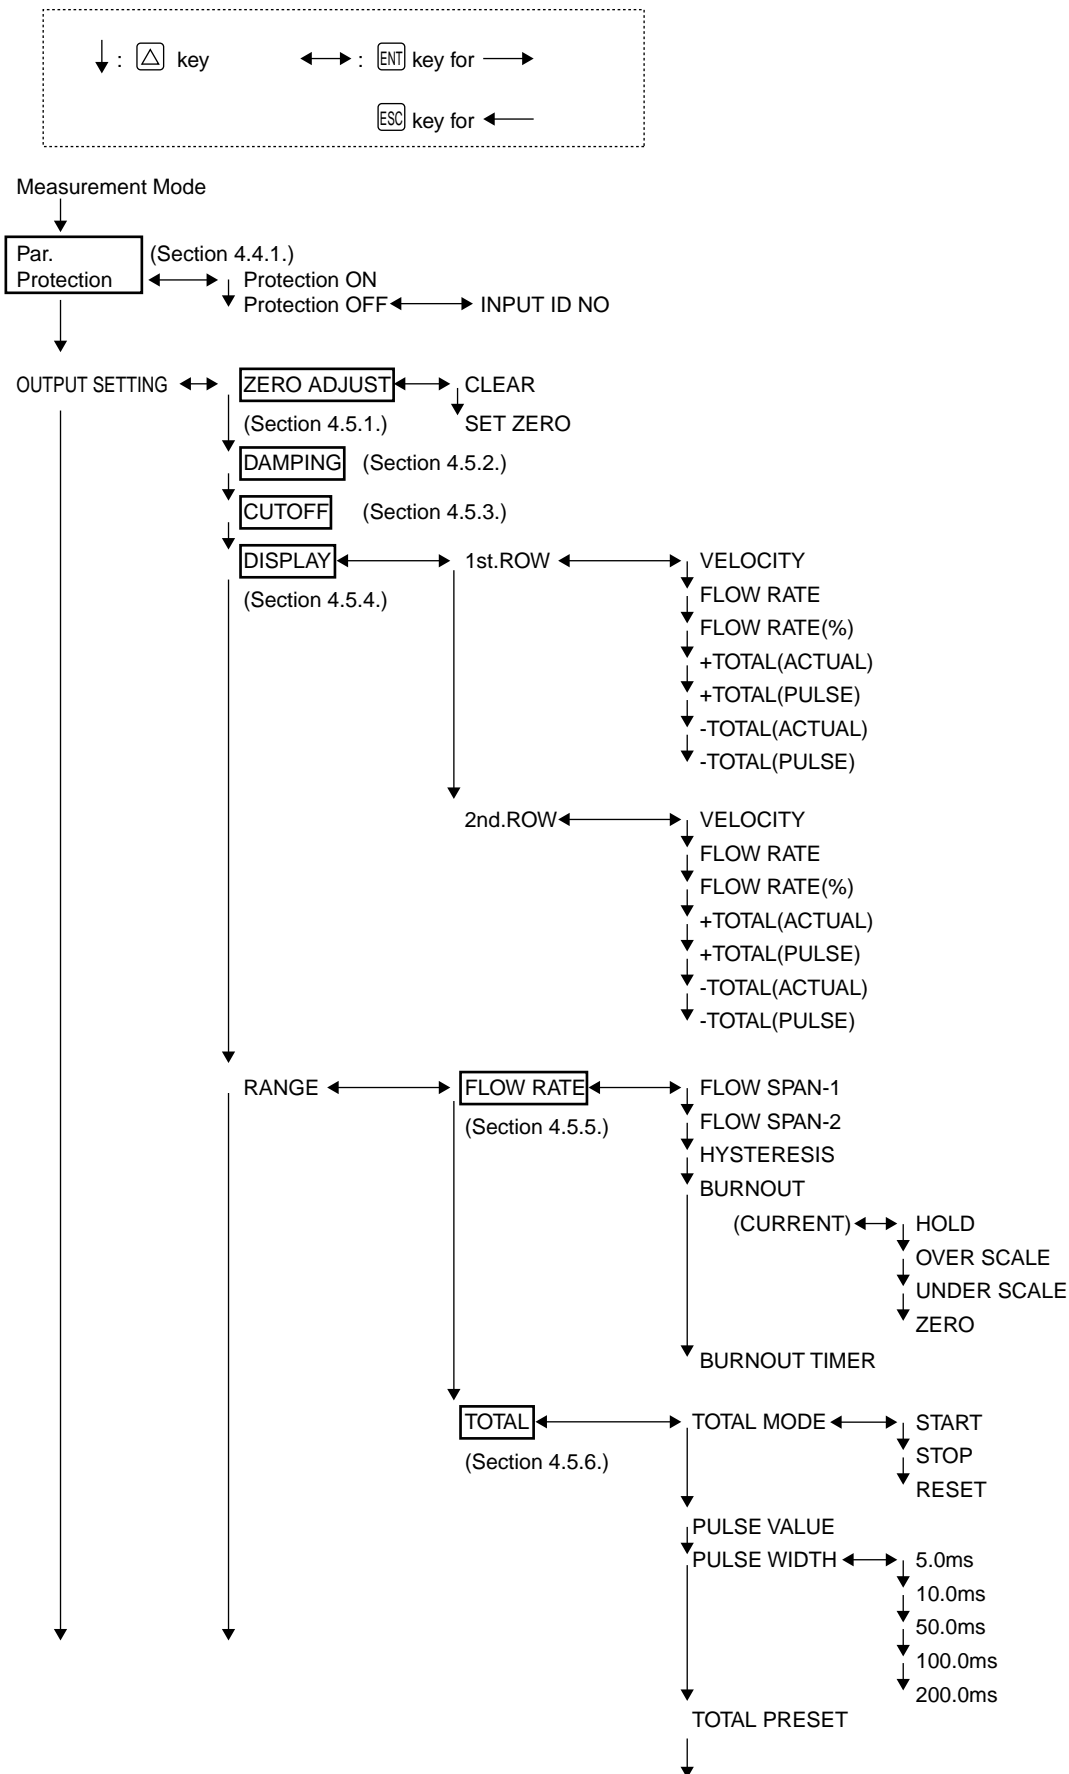 : △ key : ENT key for
ESC key for
Measurement Mode
Par. Protection (Section 4.4.1.)
Protection ON
Protection OFF INPUT ID NO
OUTPUT SETTING ZERO ADJUST CLEAR
(Section 4.5.1.) SET ZERO
DAMPING (Section 4.5.2.)
CUTOFF (Section 4.5.3.)
DISPLAY 1st.ROW VELOCITY
(Section 4.5.4.) FLOW RATE
FLOW RATE(%)
+TOTAL(ACTUAL)
+TOTAL(PULSE)
-TOTAL(ACTUAL)
-TOTAL(PULSE)
2nd.ROW VELOCITY
FLOW RATE
FLOW RATE(%)
+TOTAL(ACTUAL)
+TOTAL(PULSE)
-TOTAL(ACTUAL)
-TOTAL(PULSE)
RANGE FLOW RATE FLOW SPAN-1
(Section 4.5.5.) FLOW SPAN-2
HYSTERESIS
BURNOUT
(CURRENT) HOLD
OVER SCALE
UNDER SCALE
ZERO
BURNOUT TIMER
TOTAL TOTAL MODE START
(Section 4.5.6.) STOP
RESET
PULSE VALUE
PULSE WIDTH 5.0ms
10.0ms
50.0ms
100.0ms
200.0ms
TOTAL PRESET